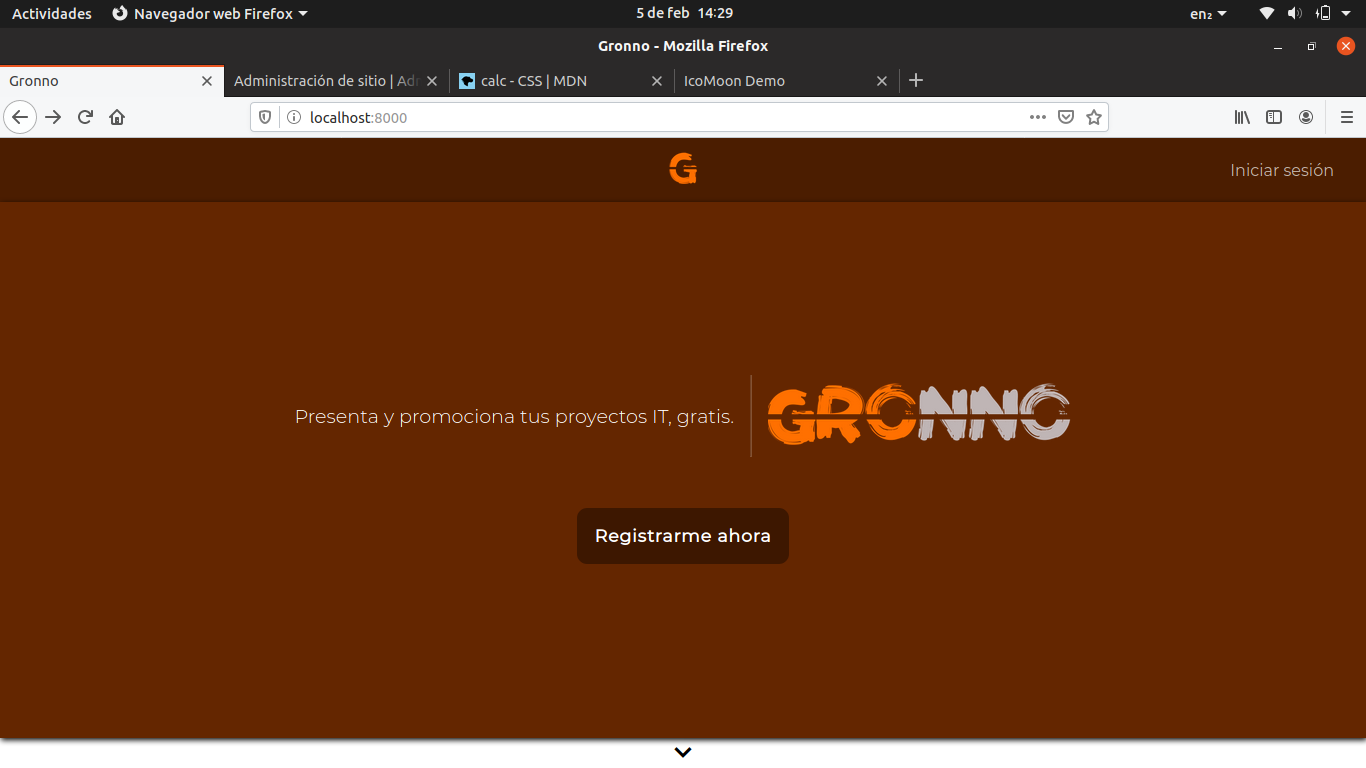 Actividades Navegador web Firefox 5 de feb 14:29 en₂
Gronno - Mozilla Firefox
Gronno Administración de sitio | Adm calc - CSS | MDN IcoMoon Demo
localhost:8000
G Iniciar sesión
Presenta y promociona tus proyectos IT, gratis. GRONNO
Registrarme ahora